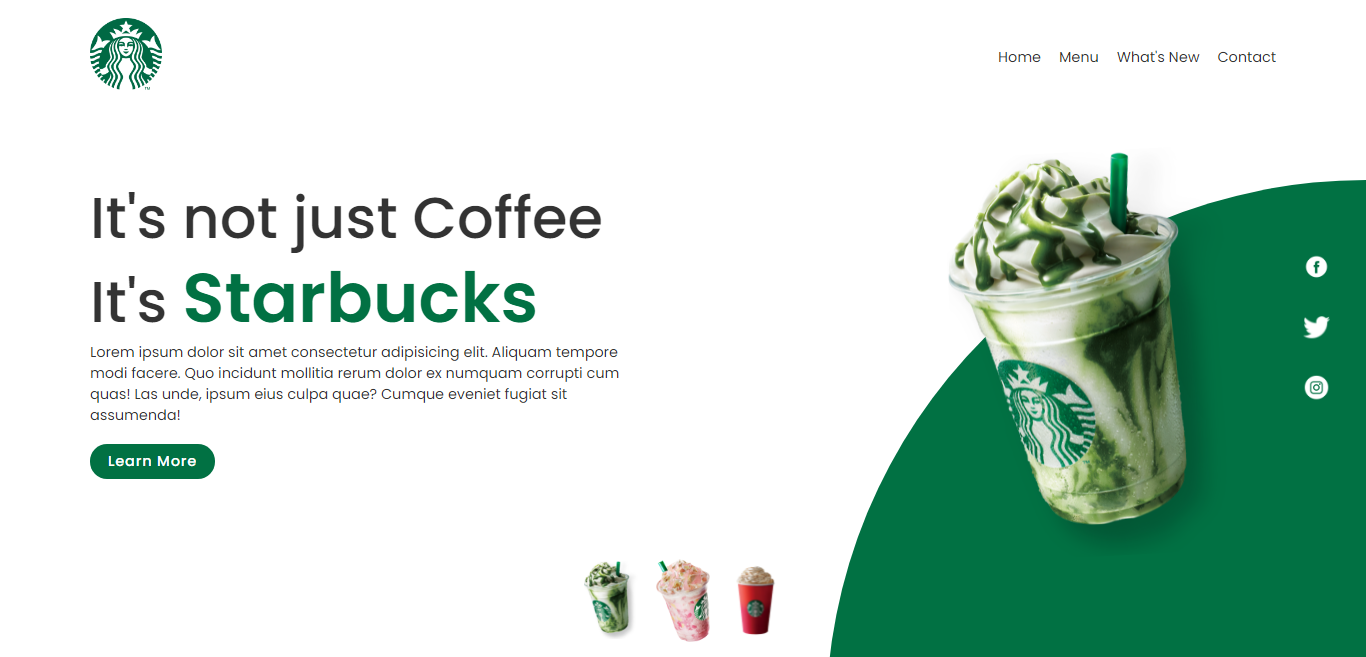 Home Menu What's New Contact
It's not just Coffee
It's Starbucks
Lorem ipsum dolor sit amet consectetur adipisicing elit. Aliquam tempore
modi facere. Quo incidunt mollitia rerum dolor ex numquam corrupti cum
quas! Las unde, ipsum eius culpa quae? Cumque eveniet fugiat sit
assumenda!
Learn More